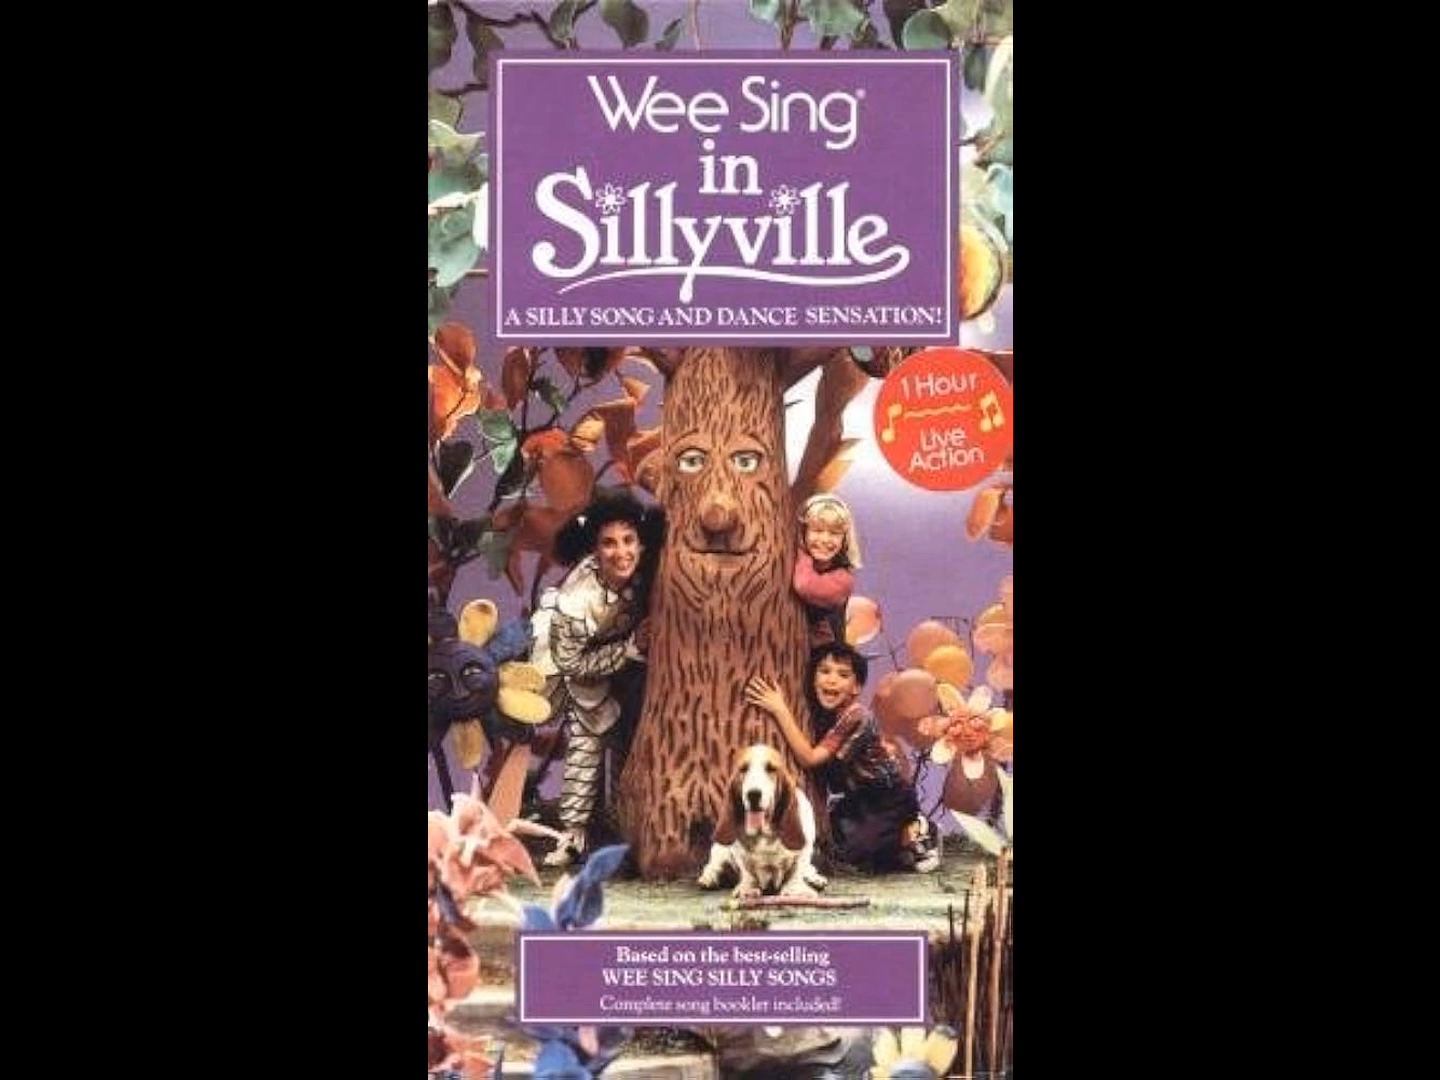 Wee Sing®
in
Sillyville
A SILLY SONG AND DANCE SENSATION!
1 Hour
Live
Action
Based on the best-selling
WEE SING SILLY SONGS
Complete song booklet included!